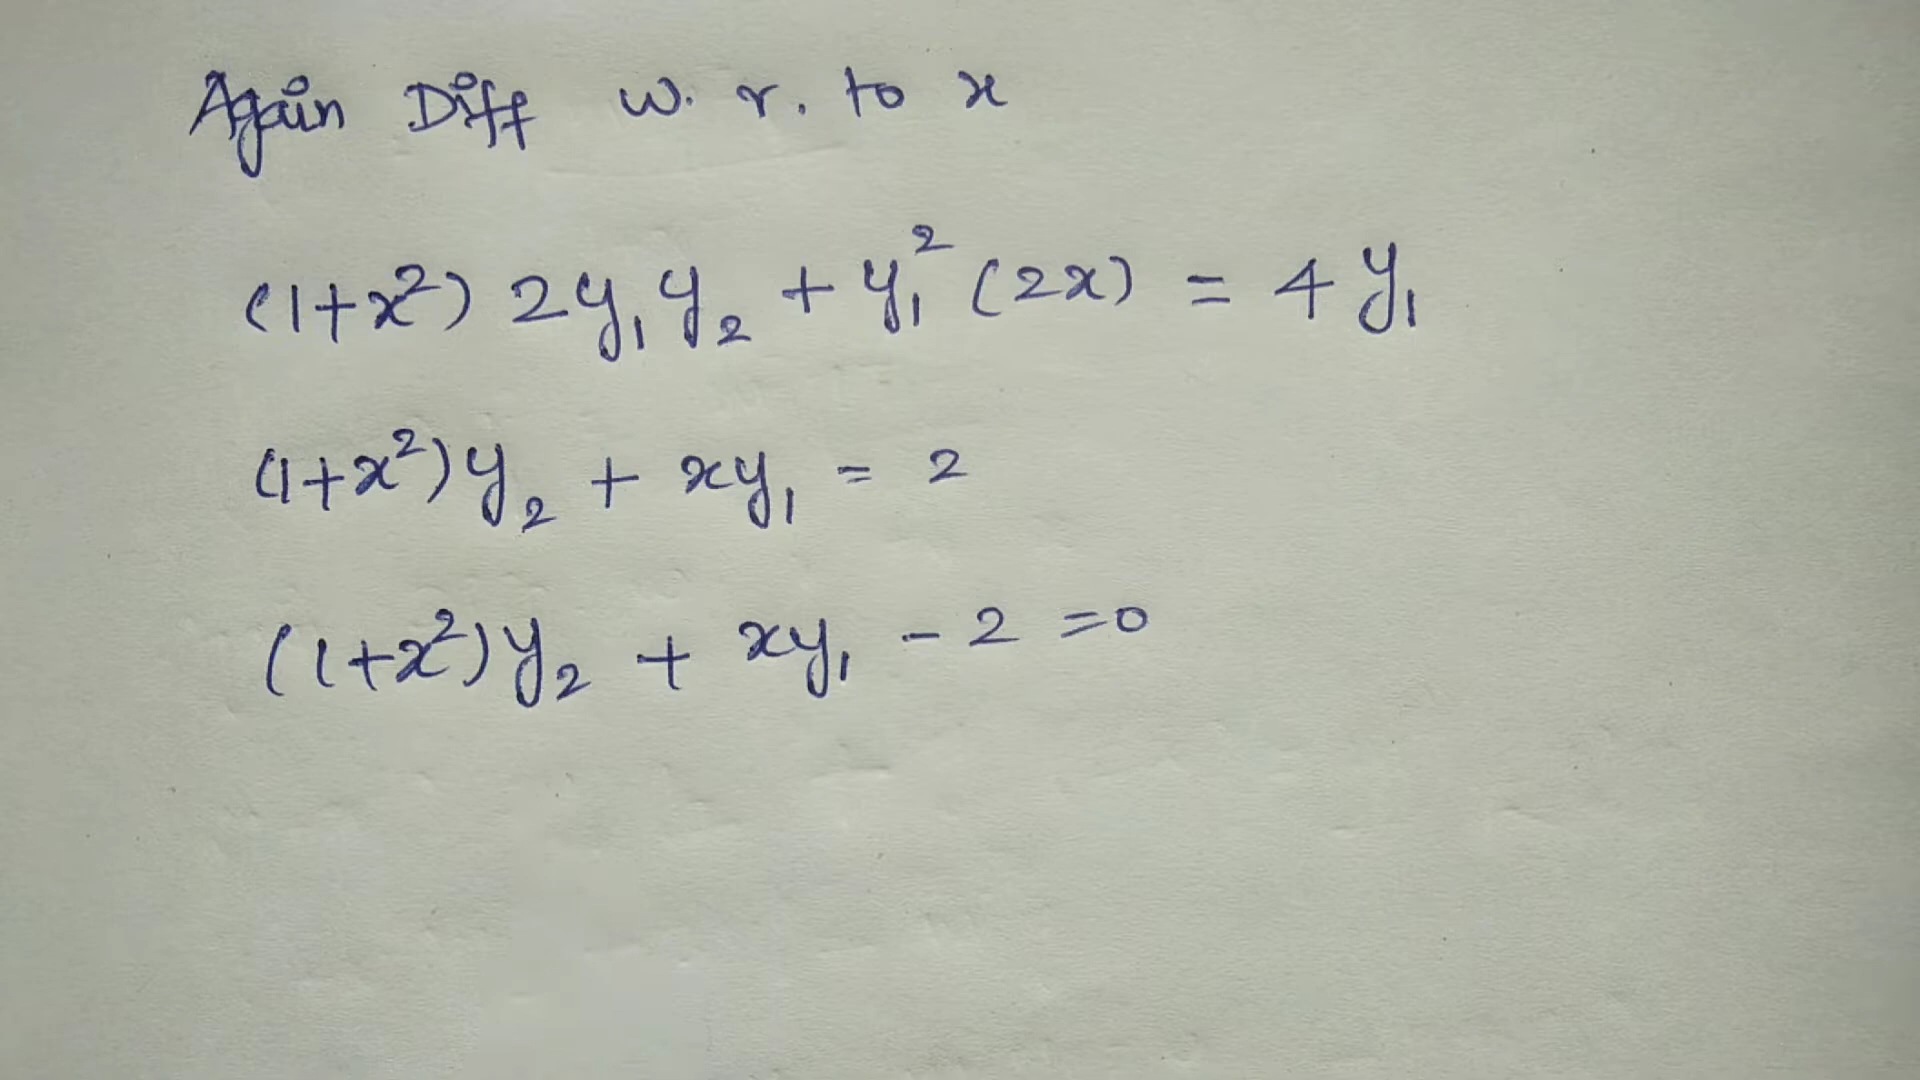 Again Diff w. r. to x
(1+x²) 2y₁y₂ + y₁² (2x) = 4y₁
(1+x²)y₂ + xy₁ = 2
(1+x²)y₂ + xy₁ - 2 =0